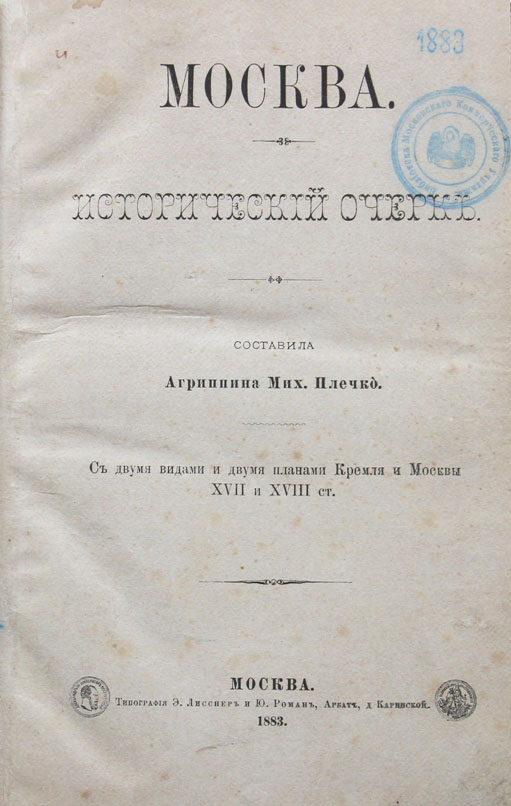 1883
и
МОСКВА.
ИСТОРИЧЕСКІЙ ОЧЕРКЪ.
СОСТАВИЛА
Агриппина Мих. Плечко̀.
Съ двумя видами и двумя планами Кремля и Москвы
XVII и XVIII ст.
МОСКВА.
Типографія Э. Лисснеръ и Ю. Романъ, Арбатъ, д Каринской.
1883.